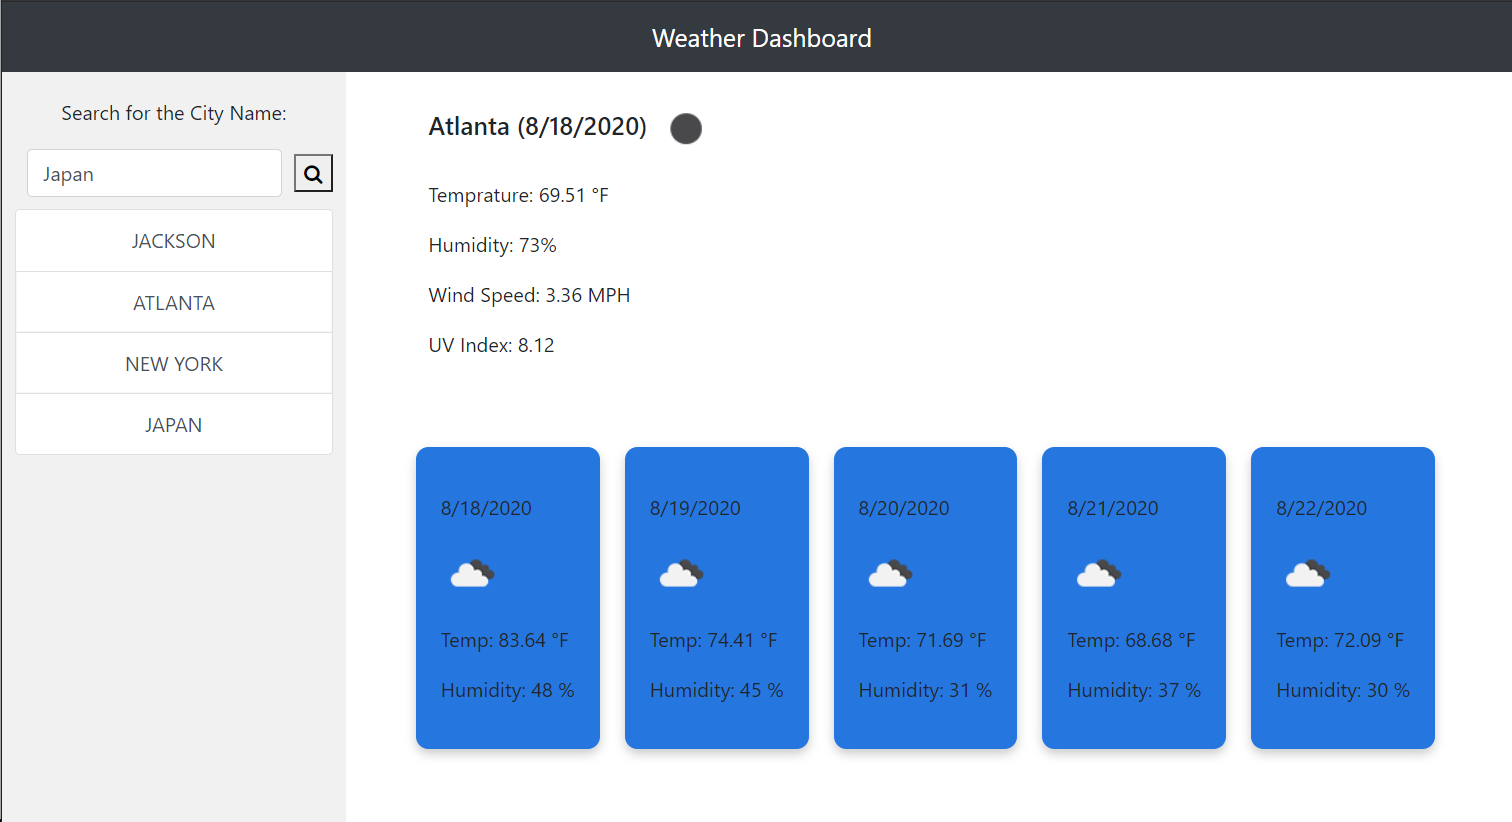 Weather Dashboard
Search for the City Name:
Japan
JACKSON
ATLANTA
NEW YORK
JAPAN
Atlanta (8/18/2020)
Temprature: 69.51 °F
Humidity: 73%
Wind Speed: 3.36 MPH
UV Index: 8.12
8/18/2020
Temp: 83.64 °F
Humidity: 48 %
8/19/2020
Temp: 74.41 °F
Humidity: 45 %
8/20/2020
Temp: 71.69 °F
Humidity: 31 %
8/21/2020
Temp: 68.68 °F
Humidity: 37 %
8/22/2020
Temp: 72.09 °F
Humidity: 30 %